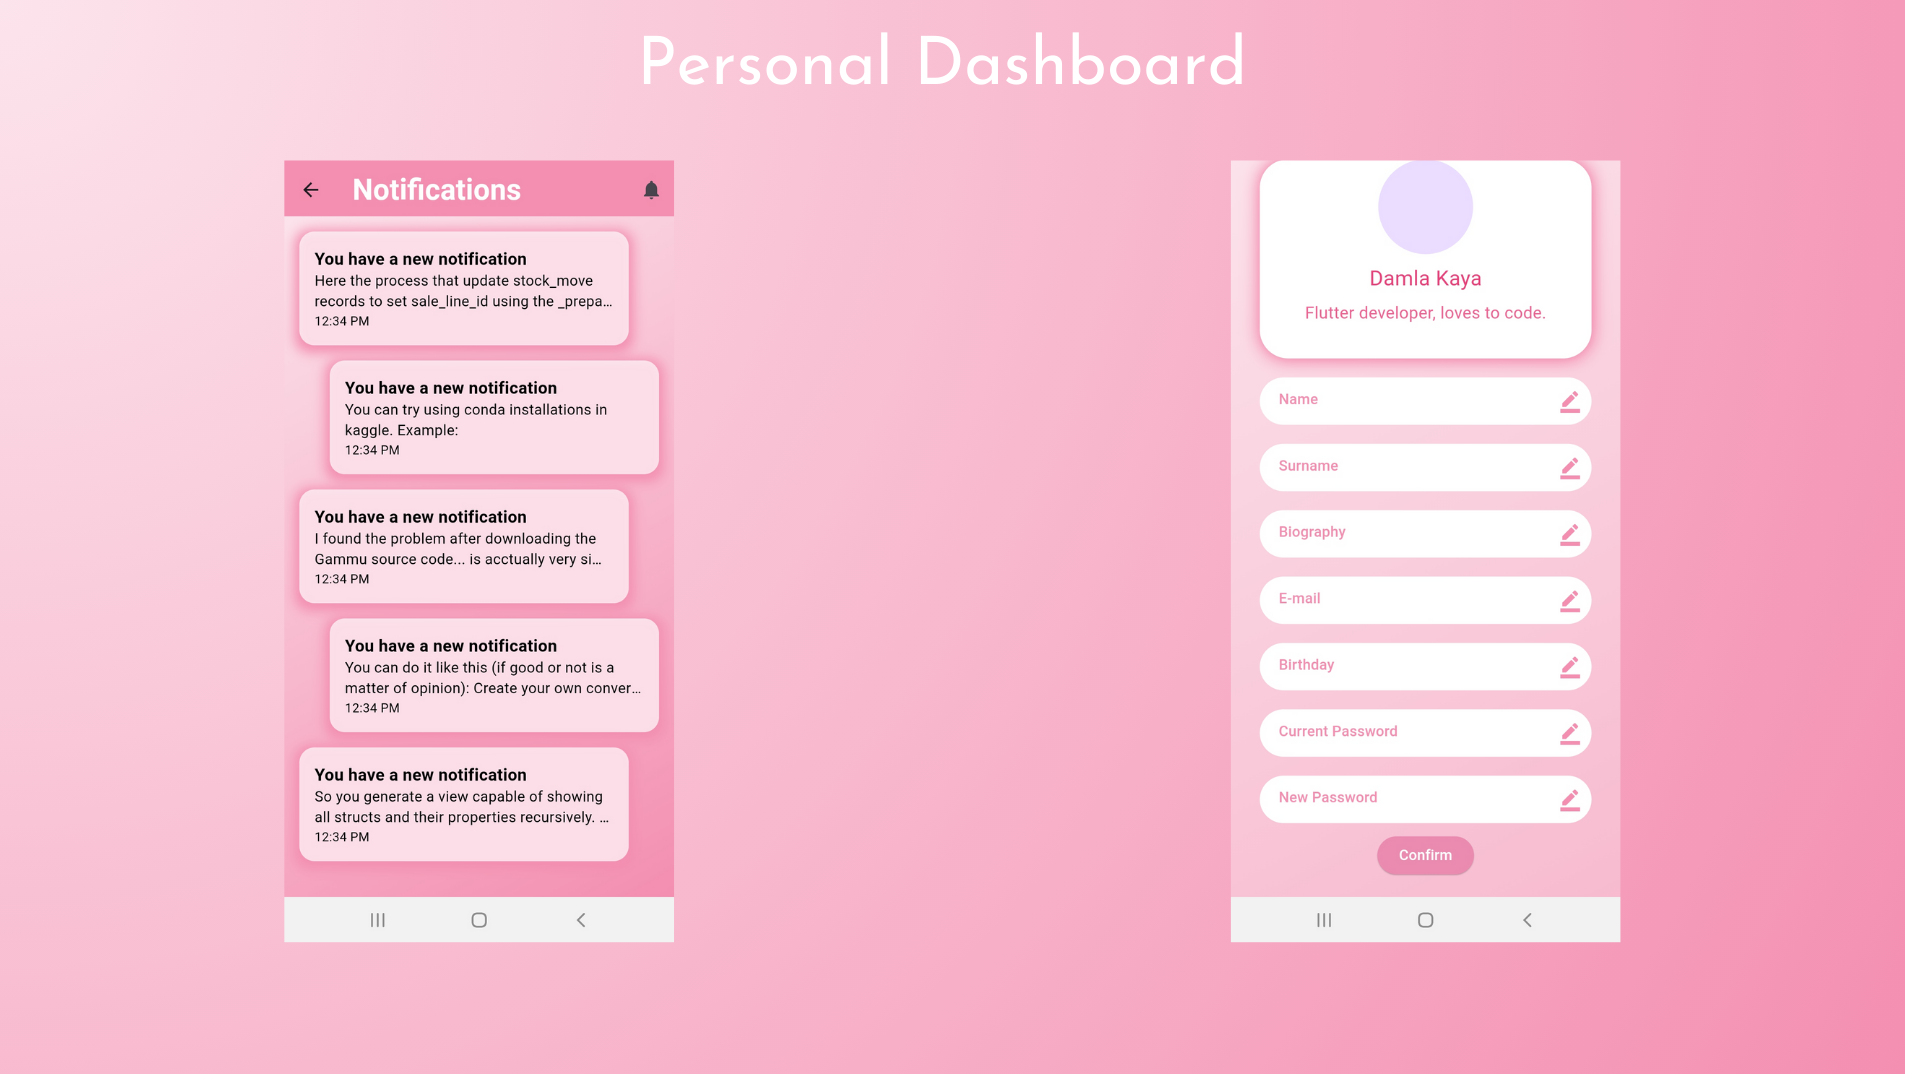 Personal Dashboard
Notifications
You have a new notification
Here the process that update stock_move
records to set sale_line_id using the _prepa...
12:34 PM
You have a new notification
You can try using conda installations in
kaggle. Example:
12:34 PM
You have a new notification
I found the problem after downloading the
Gammu source code... is acctually very si...
12:34 PM
You have a new notification
You can do it like this (if good or not is a
matter of opinion): Create your own conver...
12:34 PM
You have a new notification
So you generate a view capable of showing
all structs and their properties recursively. ...
12:34 PM
Damla Kaya
Flutter developer, loves to code.
Name
Surname
Biography
E-mail
Birthday
Current Password
New Password
Confirm